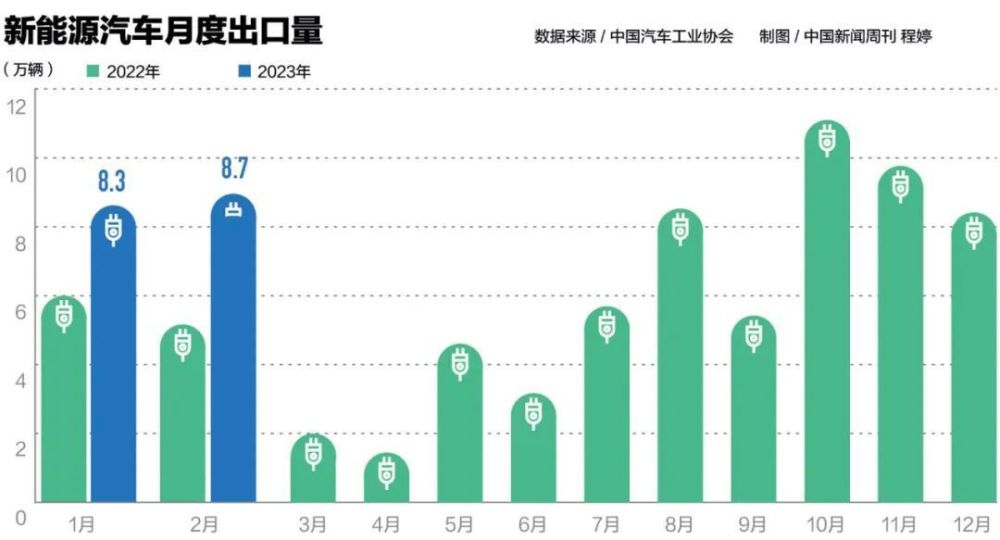 新能源汽车月度出口量
数据来源 / 中国汽车工业协会 制图 / 中国新闻周刊 程婷
（万辆） 2022年 2023年
12
10
8
6
4
2
0
8.3
8.7
1月 2月 3月 4月 5月 6月 7月 8月 9月 10月 11月 12月